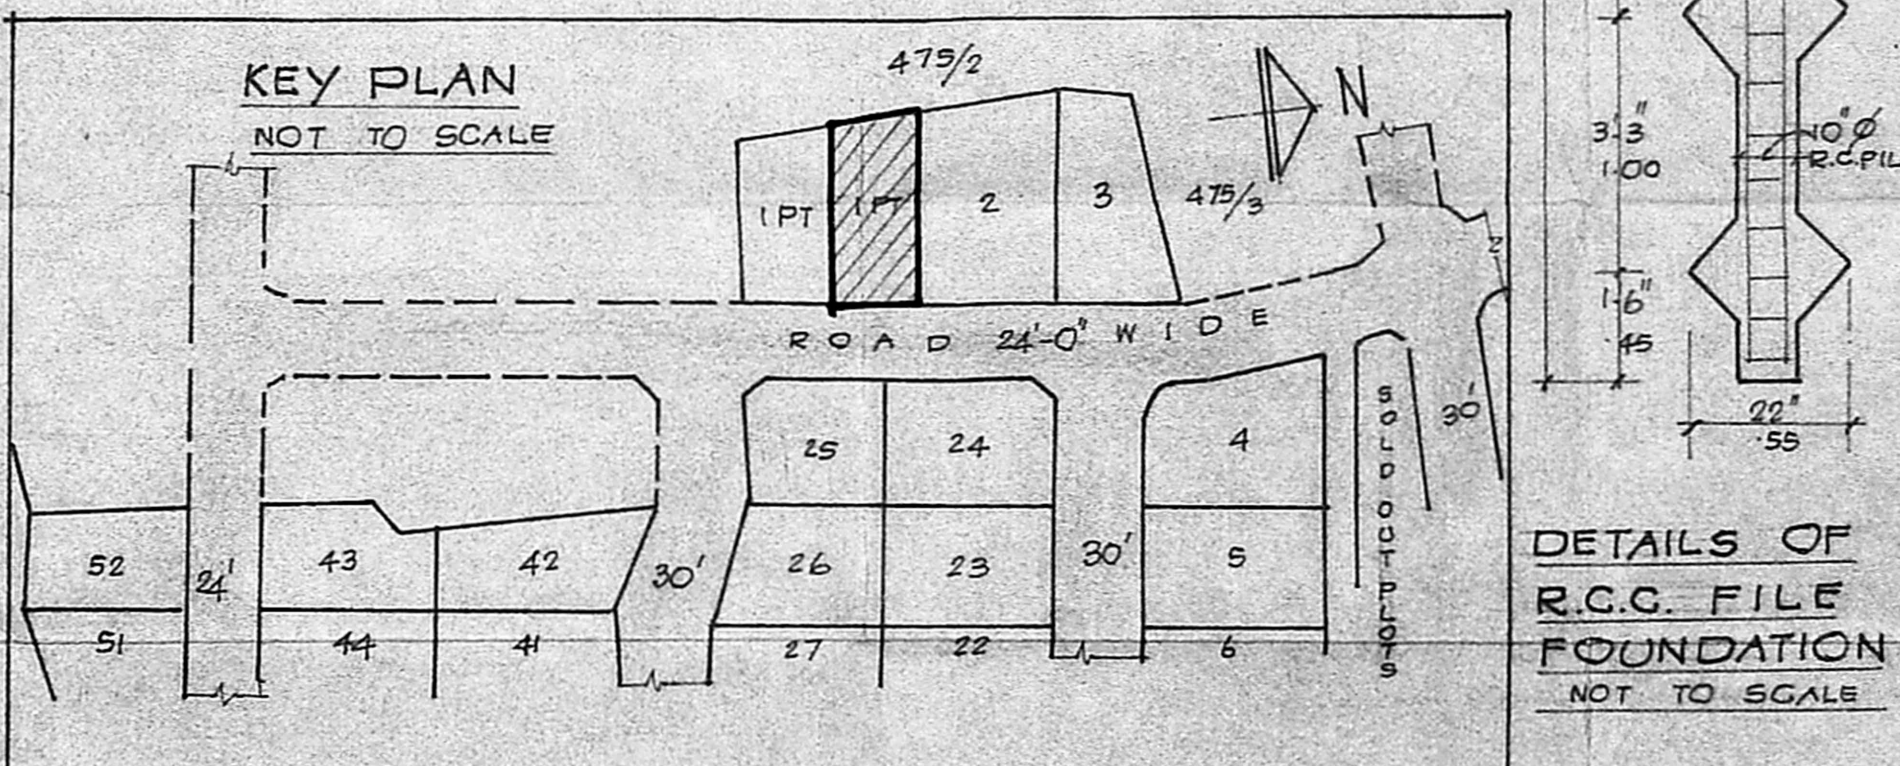 KEY PLAN
NOT TO SCALE
475/2
N
1 PT
1 PT
2
3
475/3
2
ROAD 24'-0" WIDE
25
24
4
SOLD OUT PLOTS
30'
52
24'
43
42
30'
26
23
30'
5
51
44
41
27
22
6
3'3"
1.00
10"Ø
R.C.PIL
1'6"
.45
22"
.55
DETAILS OF
R.C.C. FILE
FOUNDATION
NOT TO SCALE